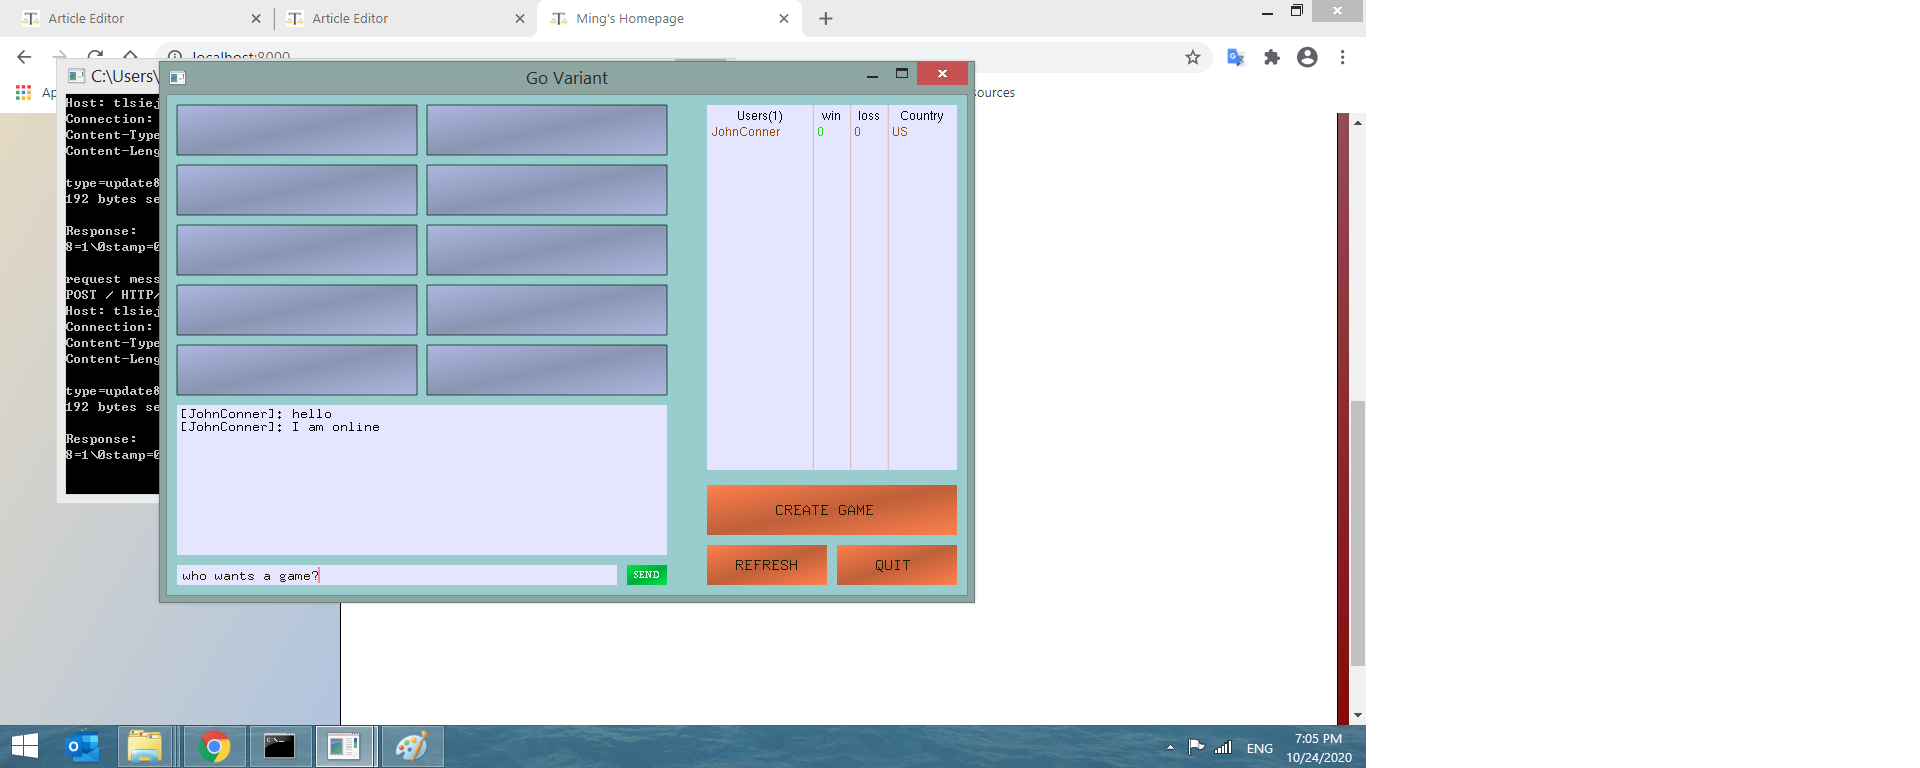 Article Editor
Article Editor
Ming's Homepage
localhost:8000
C:\Users\
Go Variant
sources
Host: tlsiej
Connection:
Content-Type
Content-Leng
type=update&
192 bytes se
Response:
8=1\0stamp=0
request mess
POST / HTTP/
Host: tlsiej
Connection:
Content-Type
Content-Leng
type=update&
192 bytes se
Response:
8=1\0stamp=0
Users(1) win loss Country
JohnConner 0 0 US
[JohnConner]: hello
[JohnConner]: I am online
who wants a game?
SEND
CREATE GAME
REFRESH
QUIT
ENG
7:05 PM
10/24/2020